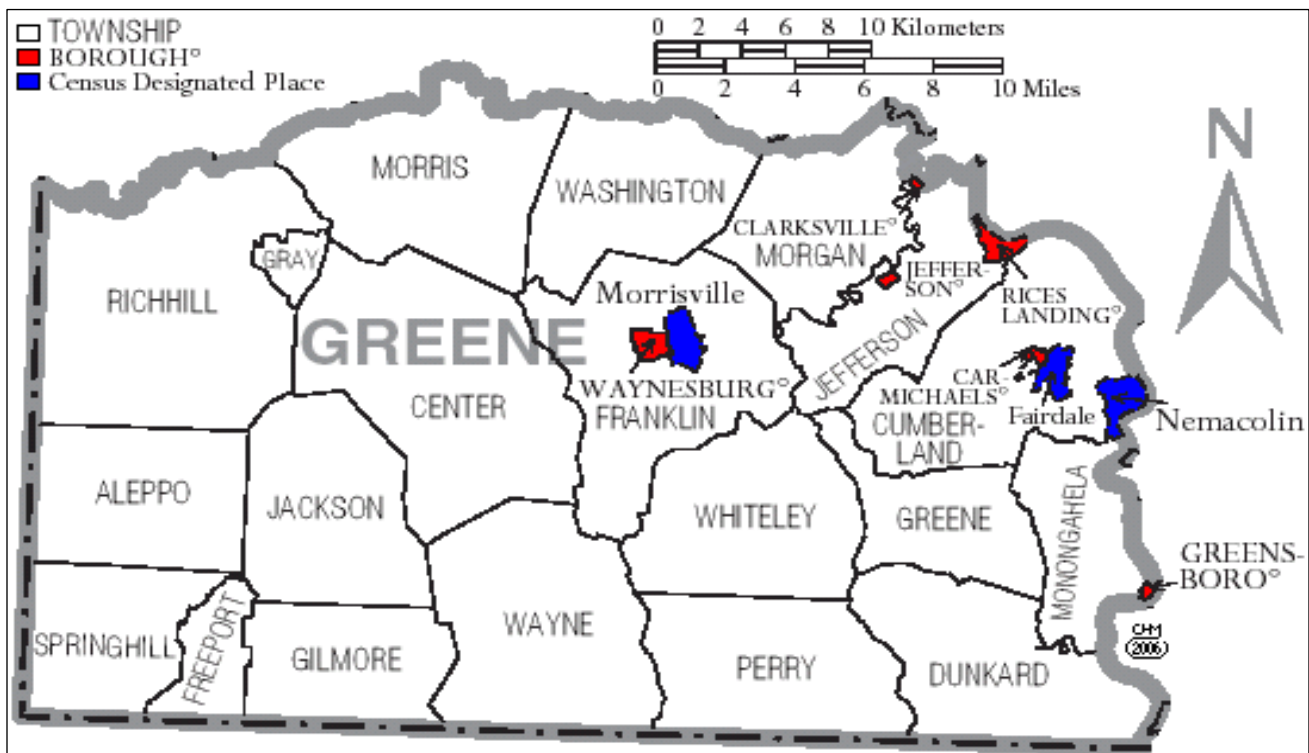 TOWNSHIP
BOROUGH°
Census Designated Place
0 2 4 6 8 10 Kilometers
0 2 4 6 8 10 Miles
N
MORRIS
WASHINGTON
CLARKSVILLE°
MORGAN
GRAY
RICHHILL
JEFFER-
SON°
RICES
LANDING°
Morrisville
GREENE
JEFFERSON
WAYNESBURG°
FRANKLIN
CENTER
CAR-
MICHAELS°
Fairdale
Nemacolin
CUMBER-
LAND
ALEPPO
JACKSON
WHITELEY
GREENE
MONONGAHELA
GREENS-
BORO°
SPRINGHILL
FREEPORT
GILMORE
WAYNE
PERRY
DUNKARD
CHM
2006